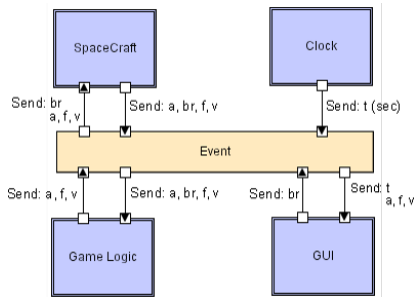 SpaceCraft
Clock
Send: br
a, f, v
Send: a, br, f, v
Send: t (sec)
Event
Send: a, f, v
Send: a, br, f, v
Send: br
Send: t
a, f, v
Game Logic
GUI